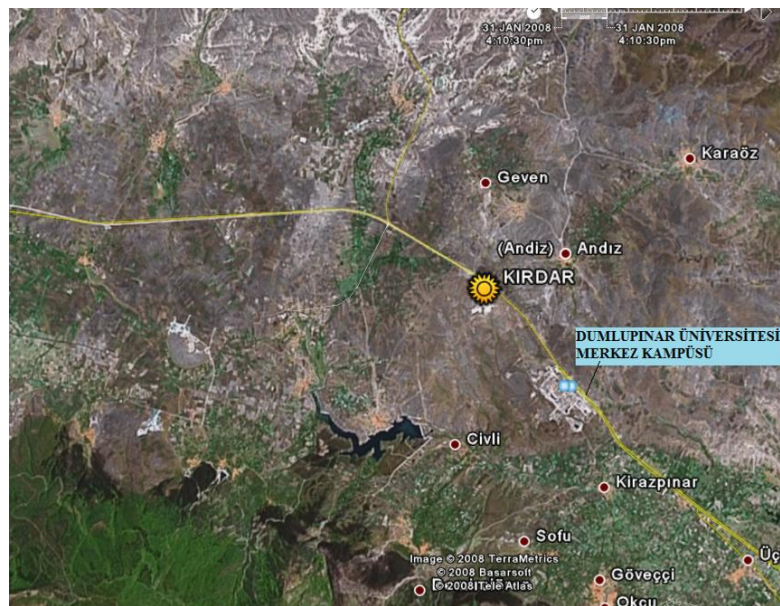 31 JAN 2008
4:10:30pm
31 JAN 2008
4:10:30pm
Karaöz
Geven
(Andiz)
Andız
KIRDAR
DUMLUPINAR ÜNİVERSİTESİ
MERKEZ KAMPÜSÜ
Civli
Kirazpınar
Sofu
Image © 2008 TerraMetrics
© 2008 Basarsoft
© 2008 Tele Atlas
Göveççi
Okçu